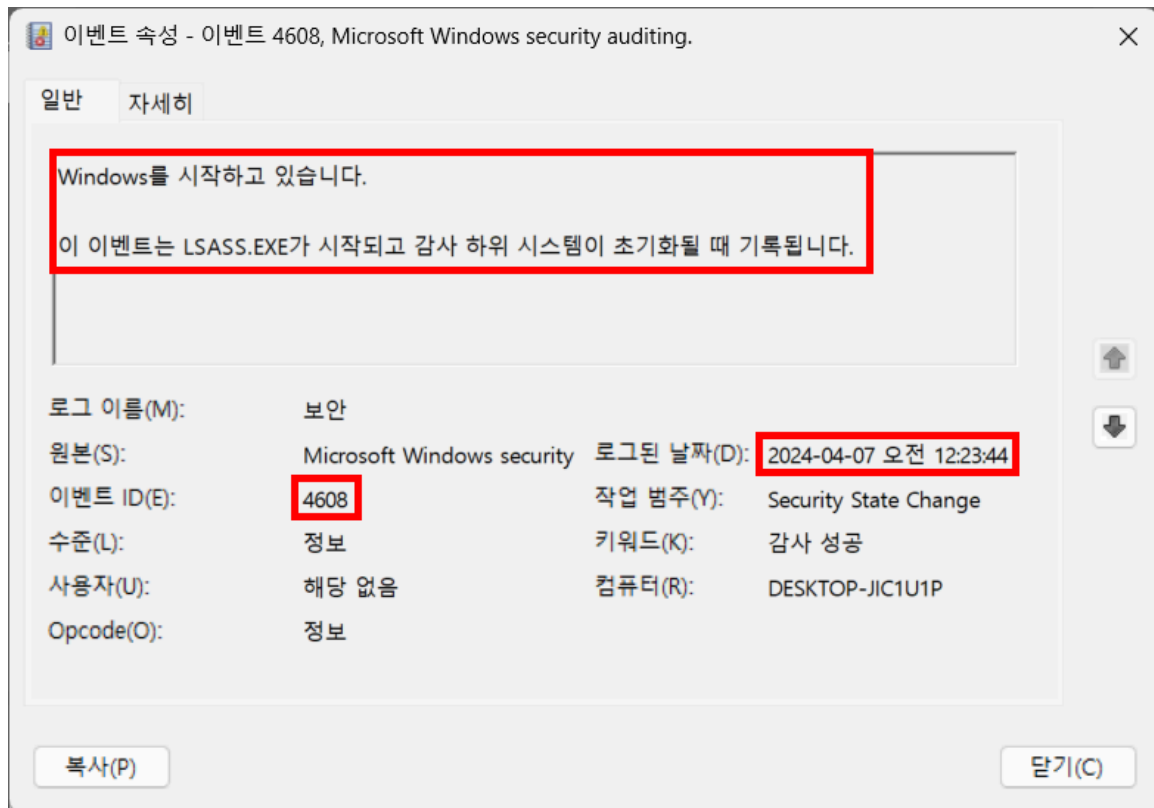 이벤트 속성 - 이벤트 4608, Microsoft Windows security auditing.
일반 자세히
Windows를 시작하고 있습니다.
이 이벤트는 LSASS.EXE가 시작되고 감사 하위 시스템이 초기화될 때 기록됩니다.
로그 이름(M): 보안
원본(S): Microsoft Windows security 로그된 날짜(D): 2024-04-07 오전 12:23:44
이벤트 ID(E): 4608 작업 범주(Y): Security State Change
수준(L): 정보 키워드(K): 감사 성공
사용자(U): 해당 없음 컴퓨터(R): DESKTOP-JIC1U1P
Opcode(O): 정보
복사(P) 닫기(C)